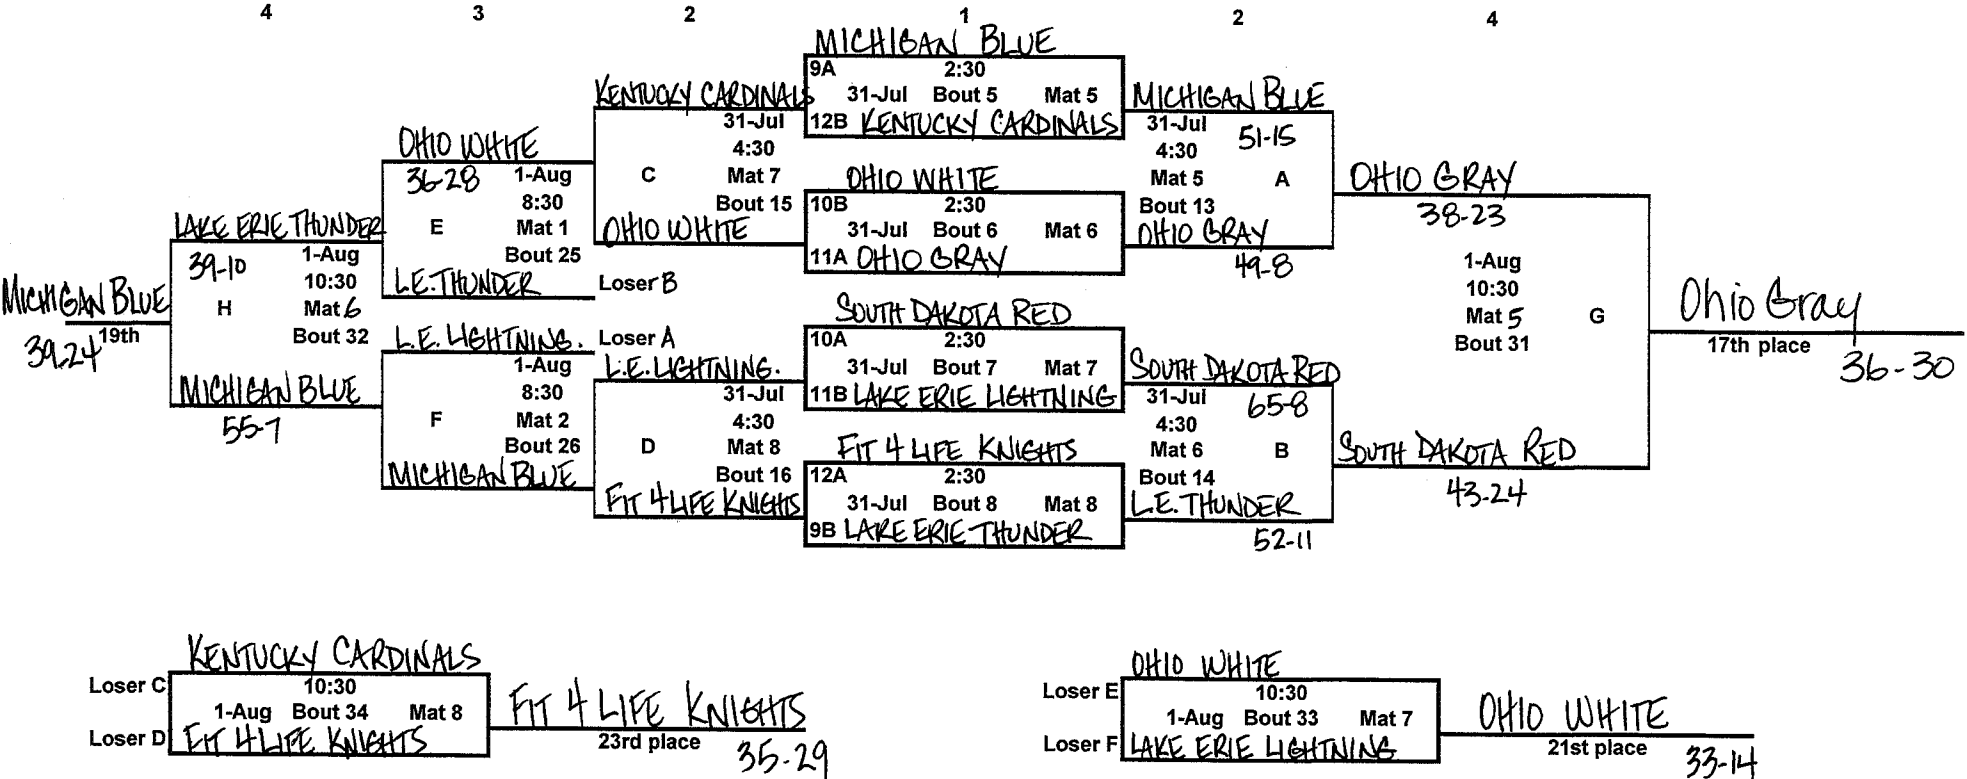 4 3 2 1 2 4
MICHIGAN BLUE
9A 2:30
31-Jul Bout 5 Mat 5
12B KENTUCKY CARDINALS
OHIO WHITE
10B 2:30
31-Jul Bout 6 Mat 6
11A OHIO GRAY
SOUTH DAKOTA RED
10A 2:30
31-Jul Bout 7 Mat 7
11B LAKE ERIE LIGHTNING
FIT 4 LIFE KNIGHTS
12A 2:30
31-Jul Bout 8 Mat 8
9B LAKE ERIE THUNDER
KENTUCKY CARDINALS
31-Jul
4:30
C Mat 7
Bout 15
OHIO WHITE
L.E. LIGHTNING.
31-Jul
4:30
D Mat 8
Bout 16
FIT 4 LIFE KNIGHTS
OHIO WHITE
36-28 1-Aug
8:30
E Mat 1
Bout 25
L.E. THUNDER Loser B
L.E. LIGHTNING. Loser A
1-Aug
8:30
F Mat 2
Bout 26
MICHIGAN BLUE
LAKE ERIE THUNDER
39-10 1-Aug
10:30
H Mat 6
Bout 32
MICHIGAN BLUE
55-7
MICHIGAN BLUE
19th
39-24
MICHIGAN BLUE
31-Jul 51-15
4:30
Mat 5 A
Bout 13
OHIO GRAY
49-8
SOUTH DAKOTA RED
31-Jul 65-8
4:30
Mat 6 B
Bout 14
L.E. THUNDER
52-11
OHIO GRAY
38-23
1-Aug
10:30
Mat 5 G
Bout 31
SOUTH DAKOTA RED
43-24
Ohio Gray
17th place
36-30
KENTUCKY CARDINALS
Loser C 10:30
1-Aug Bout 34 Mat 8
Loser D FIT 4 LIFE KNIGHTS
FIT 4 LIFE KNIGHTS
23rd place
35-29
OHIO WHITE
Loser E 10:30
1-Aug Bout 33 Mat 7
Loser F LAKE ERIE LIGHTNING
OHIO WHITE
21st place
33-14